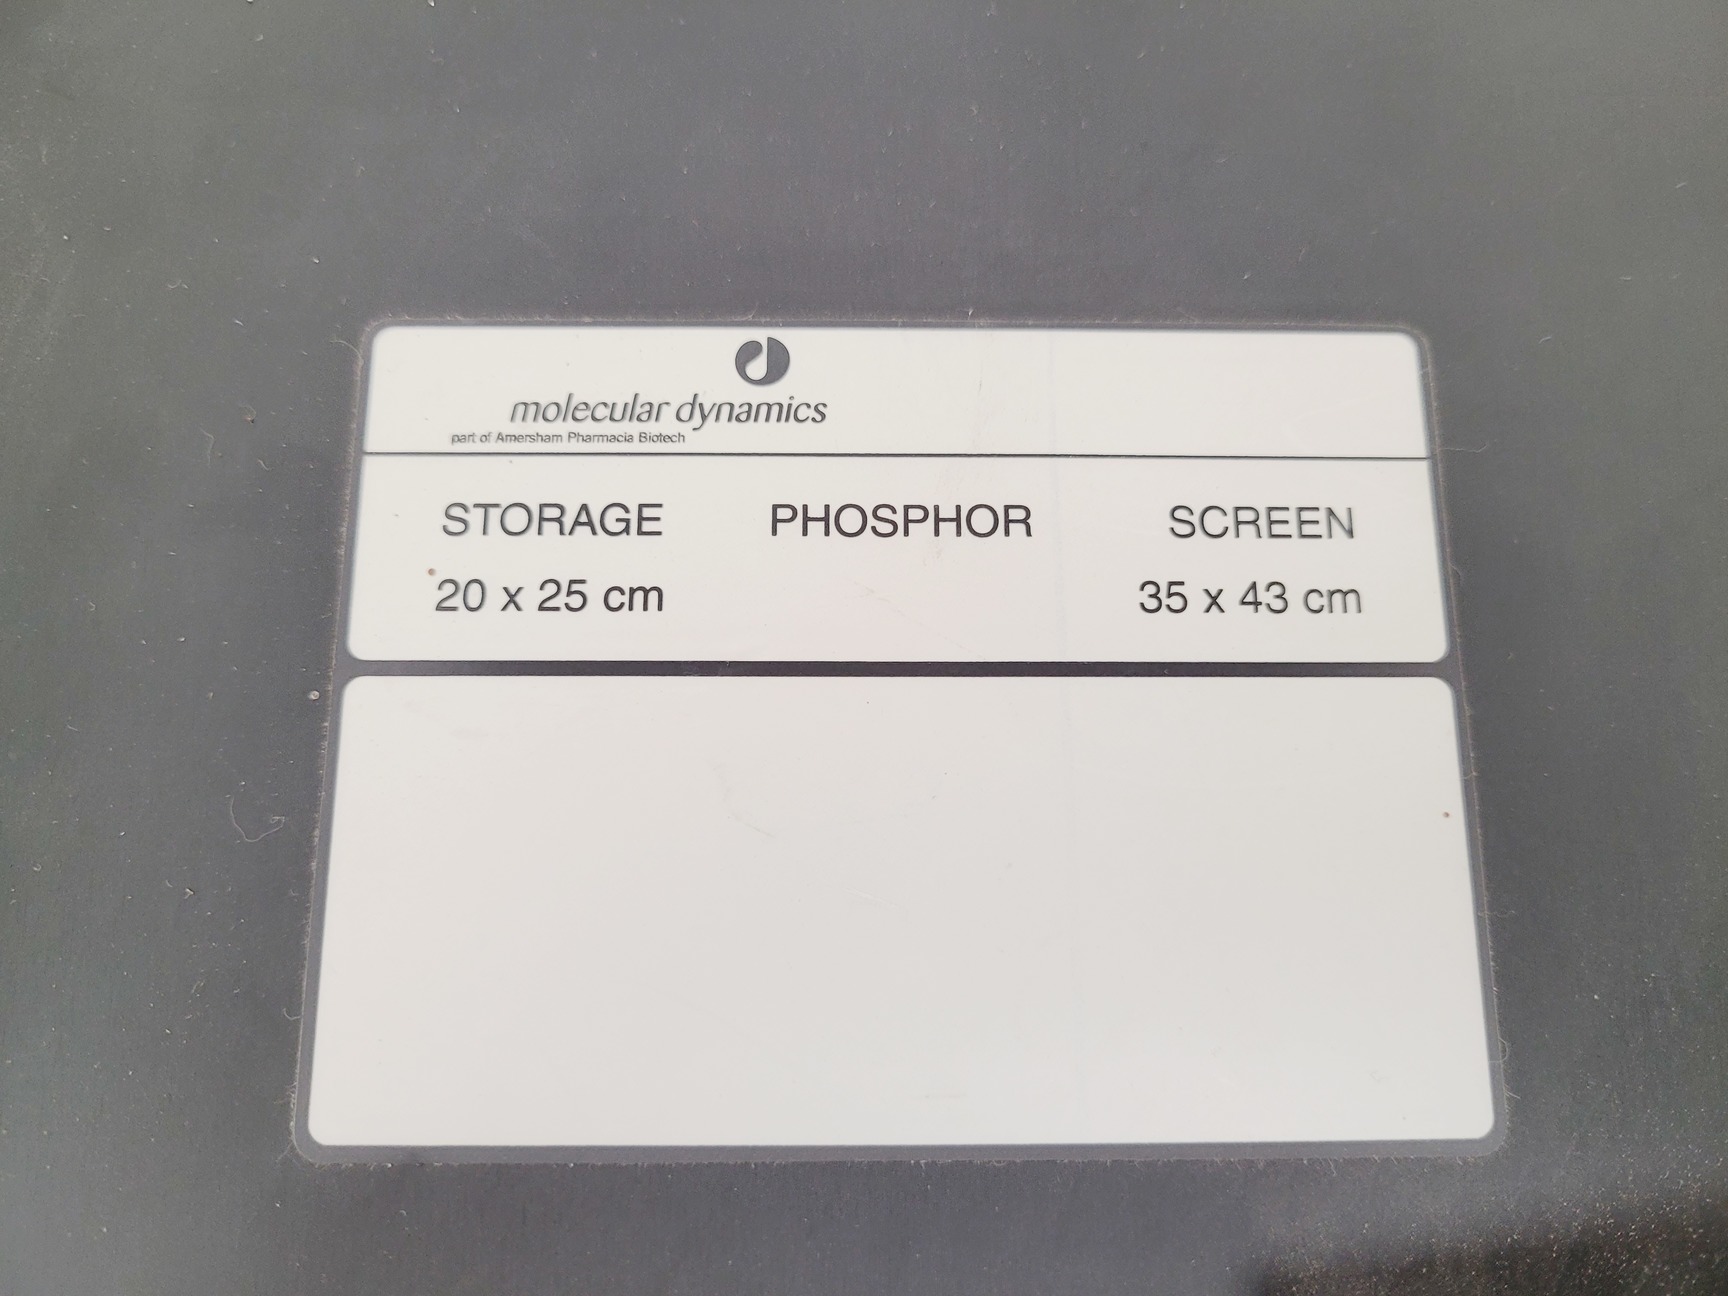 molecular dynamics
part of Amersham Pharmacia Biotech
STORAGE PHOSPHOR SCREEN
20 x 25 cm 35 x 43 cm